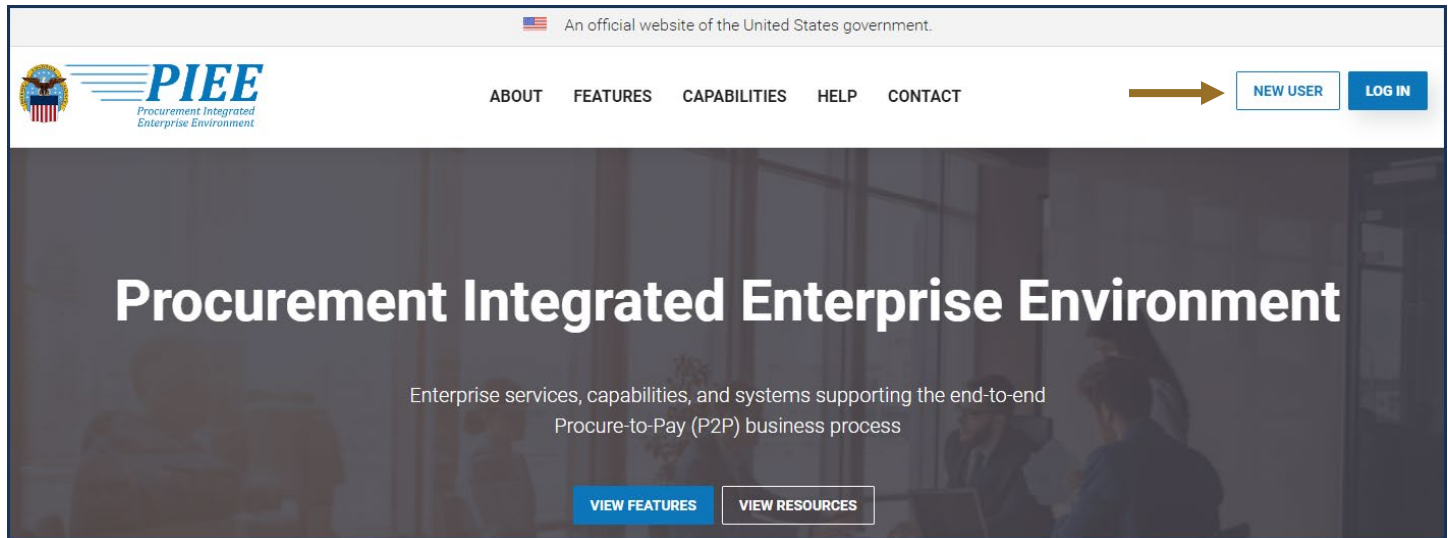 An official website of the United States government.
PIEE
Procurement Integrated
Enterprise Environment
ABOUT FEATURES CAPABILITIES HELP CONTACT
NEW USER LOG IN
Procurement Integrated Enterprise Environment
Enterprise services, capabilities, and systems supporting the end-to-end
Procure-to-Pay (P2P) business process
VIEW FEATURES VIEW RESOURCES